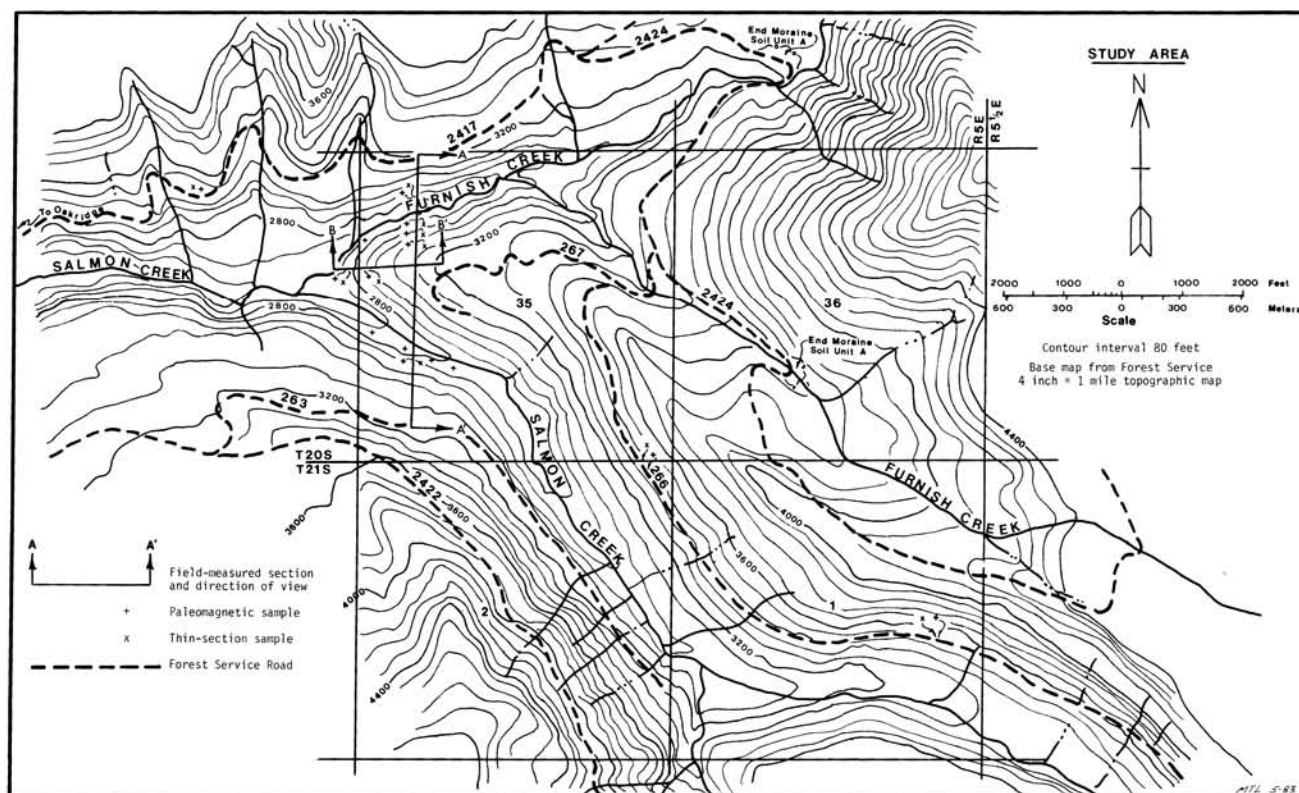 2424
End Moraine
Soil Unit A
STUDY AREA
N
3600
2417
3200
A
R5E
R5½E
FURNISH CREEK
To Oakridge
2800
B
B'
3200
267
SALMON CREEK
2800
2800
35
2424
36
2000 1000 0 1000 2000 Feet
600 300 0 300 600 Meters
Scale
End Moraine
Soil Unit A
Contour interval 80 feet
Base map from Forest Service
4 inch = 1 mile topographic map
263
3200
A'
SALMON
CREEK
4400
T20S
T21S
266
2422
3600
3600
FURNISH CREEK
4000
A
A'
Field-measured section
and direction of view
+ Paleomagnetic sample
x Thin-section sample
Forest Service Road
4000
2
3600
1
3200
4400
MTL 5-83